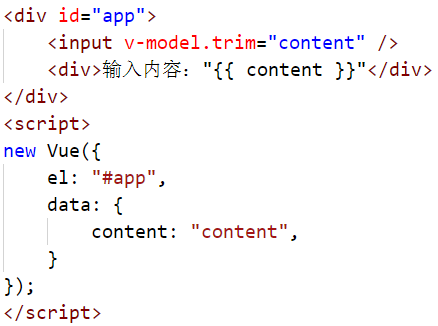 <div id="app">
    <input v-model.trim="content" />
    <div>输入内容："{{ content }}"</div>
</div>
<script>
new Vue({
    el: "#app",
    data: {
        content: "content",
    }
});
</script>